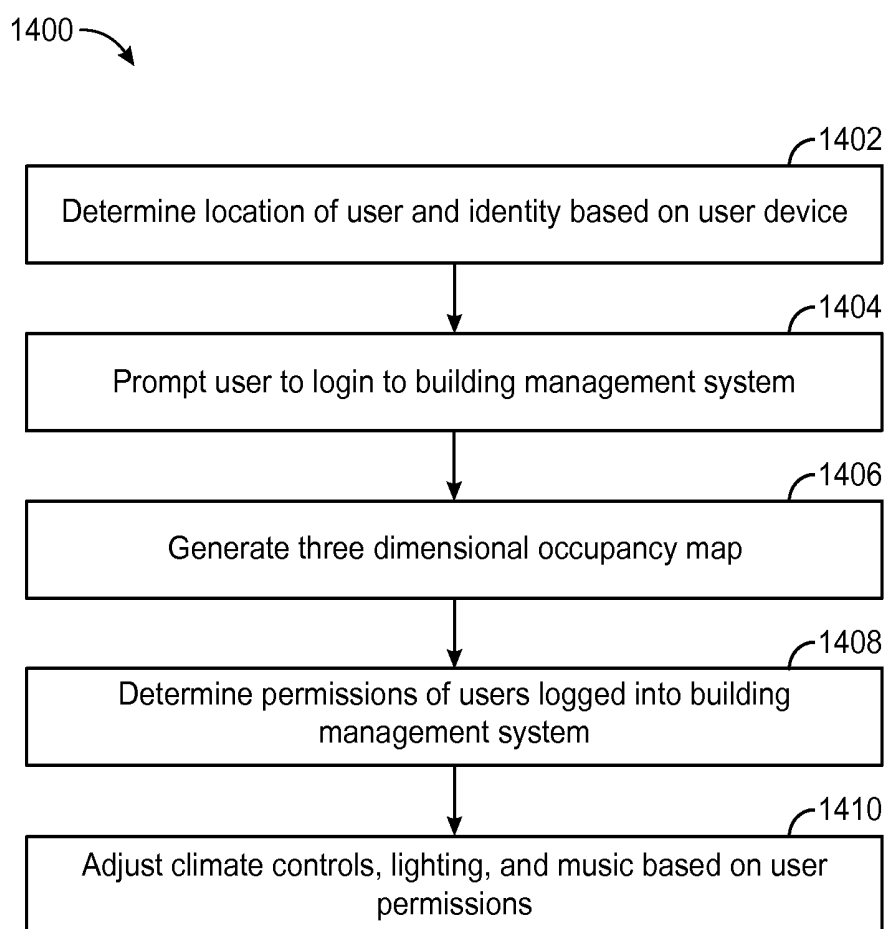 1400
1402
Determine location of user and identity based on user device
1404
Prompt user to login to building management system
1406
Generate three dimensional occupancy map
1408
Determine permissions of users logged into building
management system
1410
Adjust climate controls, lighting, and music based on user
permissions